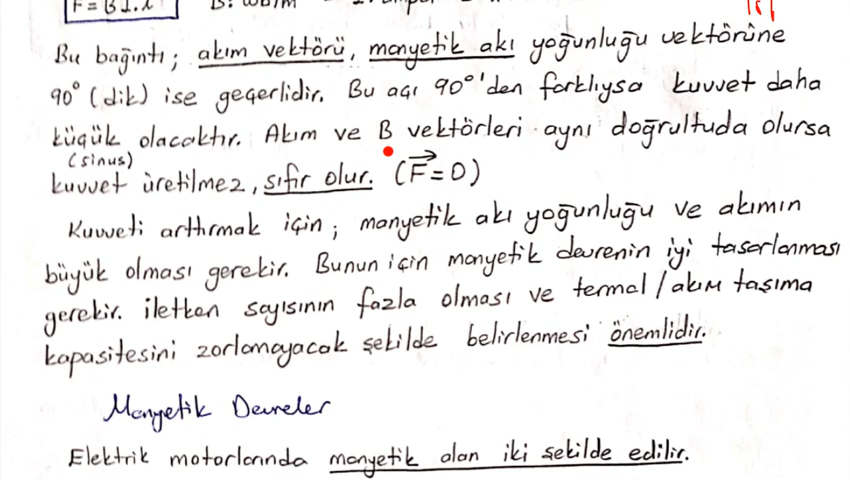 F = B I . l
Bu bağıntı; akım vektörü, manyetik akı yoğunluğu vektörüne
90° (dik) ise geçerlidir. Bu açı 90°'den farklıysa kuvvet daha
küçük olacaktır. Akım ve B vektörleri aynı doğrultuda olursa
(sinus)
kuvvet üretilmez, sıfır olur. (F = 0)
Kuvveti arttırmak için; manyetik akı yoğunluğu ve akımın
büyük olması gerekir. Bunun için manyetik devrenin iyi tasarlanması
gerekir. iletken sayısının fazla olması ve termal/akım taşıma
kapasitesini zorlamayacak şekilde belirlenmesi önemlidir.
Manyetik Devreler
Elektrik motorlarında manyetik alan iki şekilde edilir.